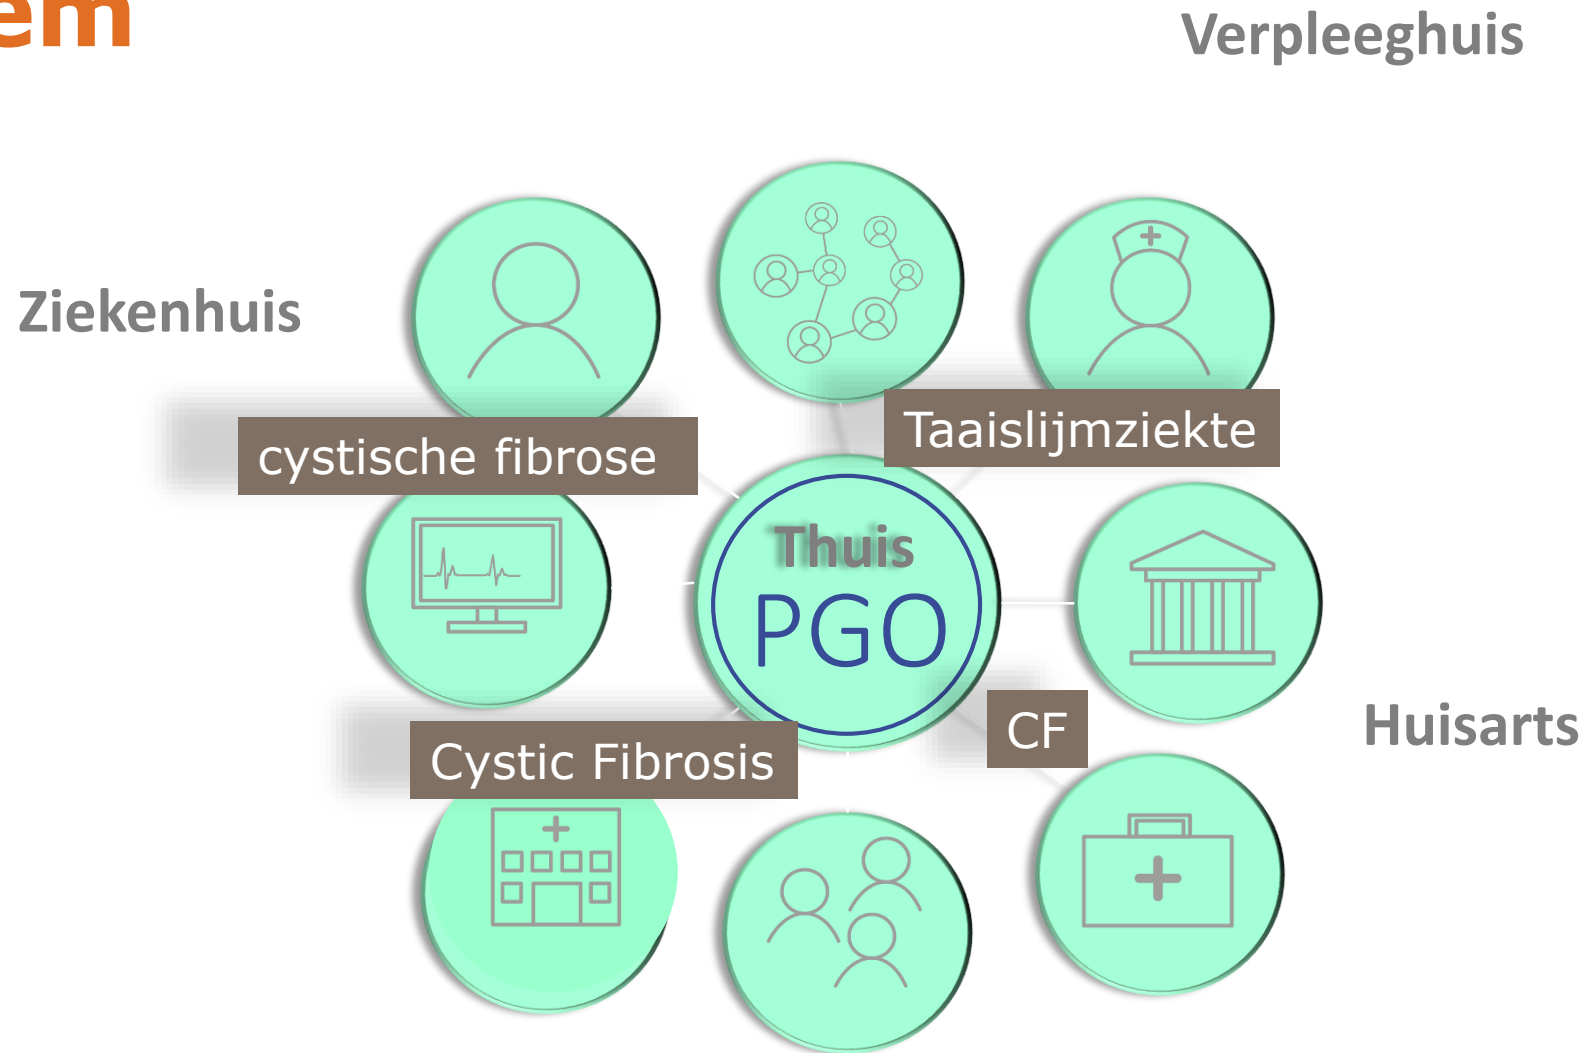 em
Verpleeghuis
Ziekenhuis
Taaislijmziekte
cystische fibrose
Thuis
PGO
CF
Huisarts
Cystic Fibrosis